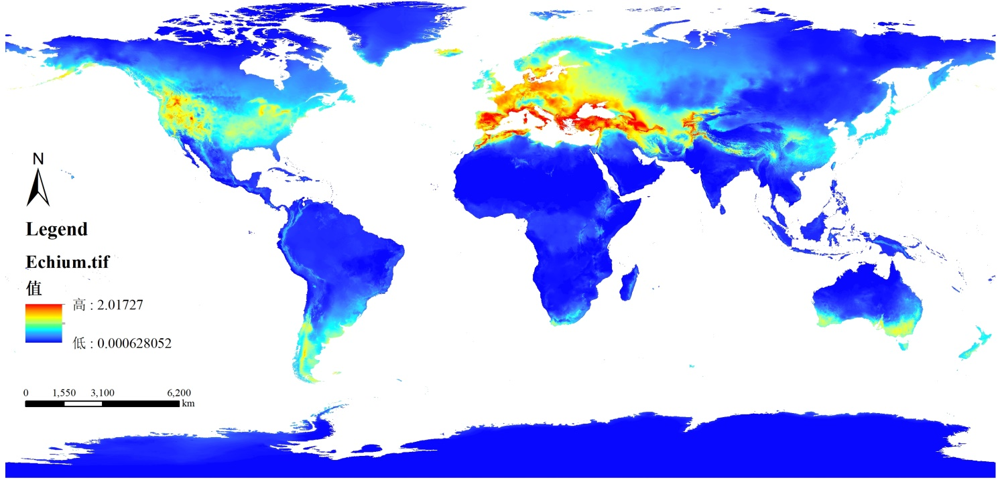 N
Legend
Echium.tif
值
高 : 2.01727
低 : 0.000628052
0 1,550 3,100 6,200
km